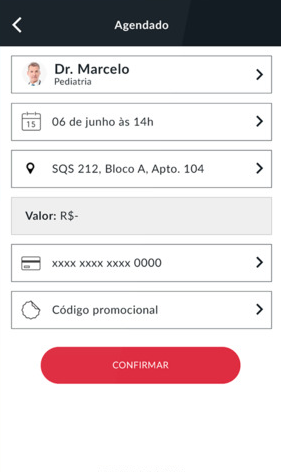 Agendado
Dr. Marcelo
Pediatria
15
06 de junho às 14h
SQS 212, Bloco A, Apto. 104
Valor: R$-
xxxx xxxx xxxx 0000
Código promocional
CONFIRMAR